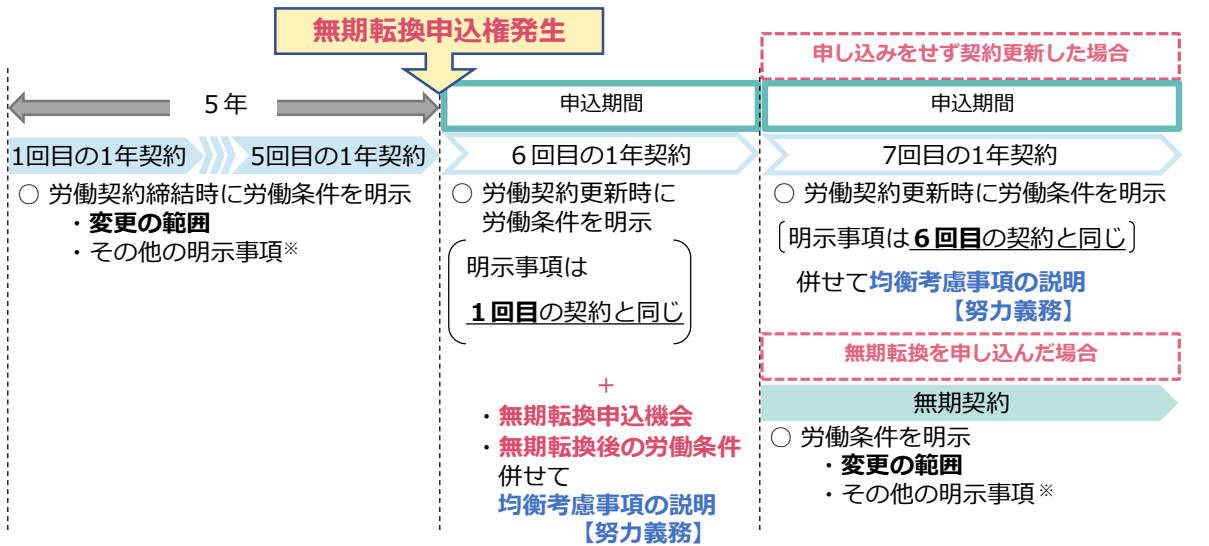 無期転換申込権発生
5年
1回目の1年契約
5回目の1年契約
○ 労働契約締結時に労働条件を明示
・変更の範囲
・その他の明示事項※
申込期間
6回目の1年契約
○ 労働契約更新時に
労働条件を明示
明示事項は
1回目の契約と同じ
+
・無期転換申込機会
・無期転換後の労働条件
併せて
均衡考慮事項の説明
【努力義務】
申し込みをせず契約更新した場合
申込期間
7回目の1年契約
○ 労働契約更新時に労働条件を明示
〔明示事項は6回目の契約と同じ〕
併せて均衡考慮事項の説明
【努力義務】
無期転換を申し込んだ場合
無期契約
○ 労働条件を明示
・変更の範囲
・その他の明示事項※